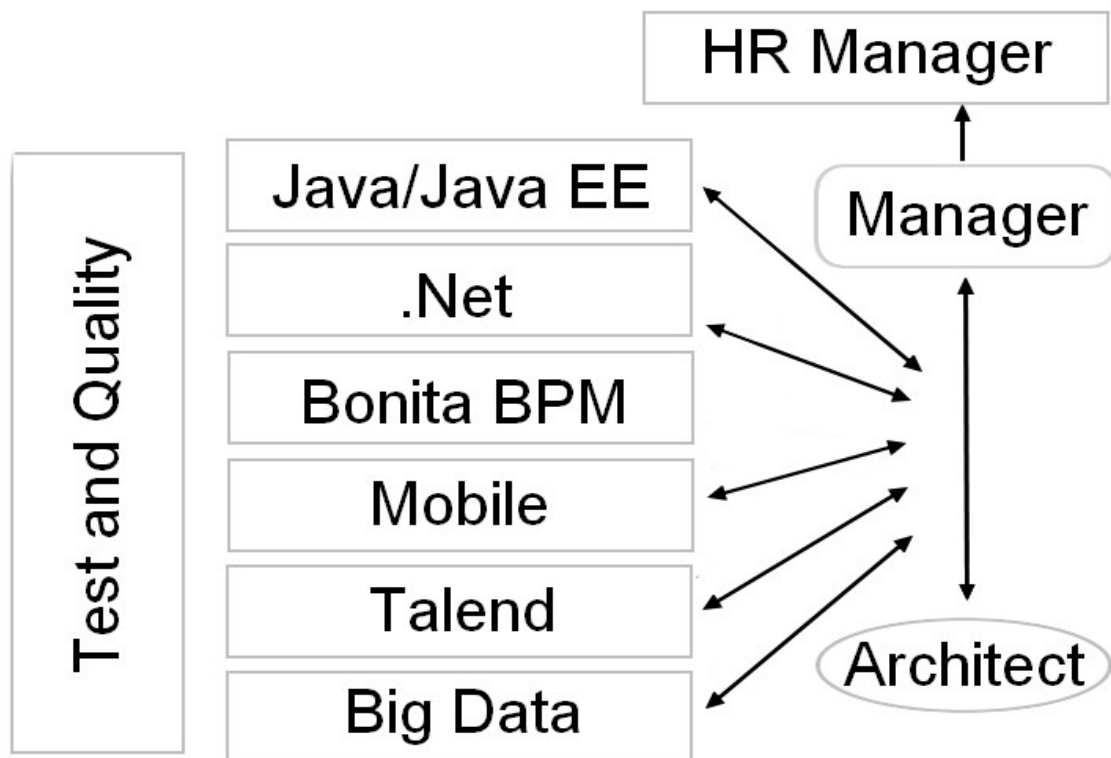 HR Manager
Manager
Test and Quality
Java/Java EE
.Net
Bonita BPM
Mobile
Talend
Big Data
Architect